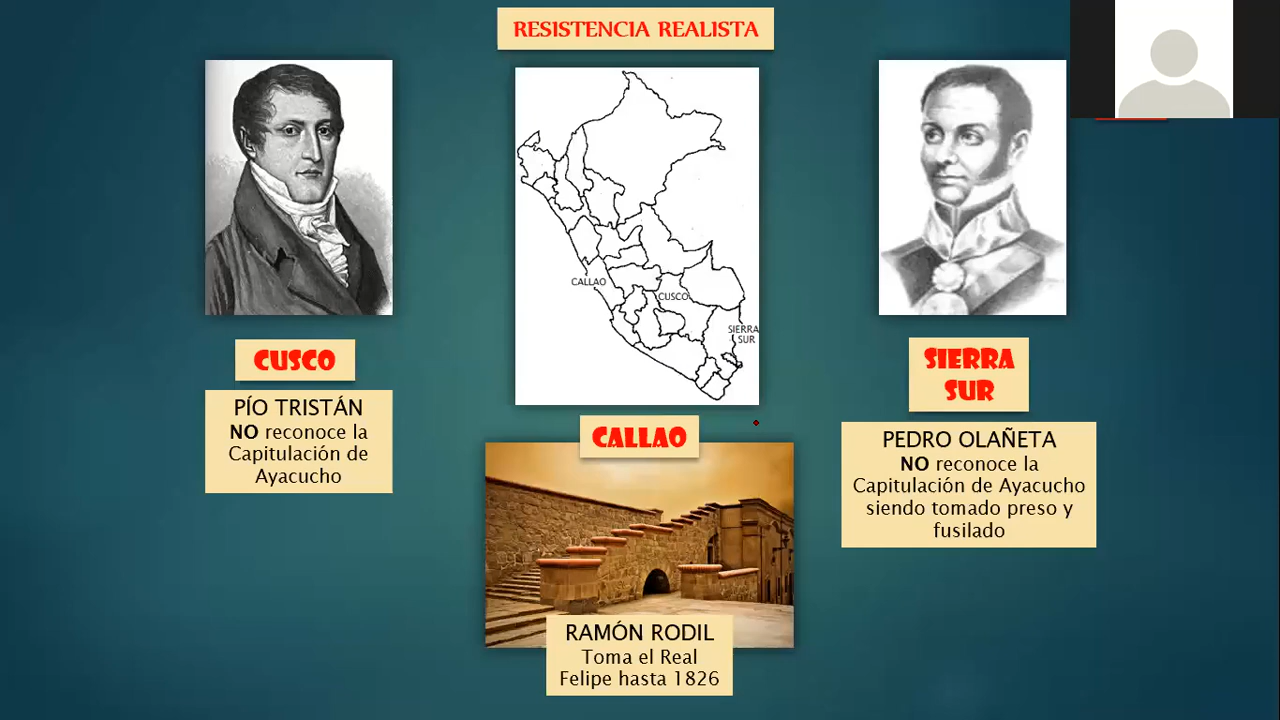 RESISTENCIA REALISTA
CALLAO
CUSCO
SIERRA
SUR
CUSCO
PÍO TRISTÁN
NO reconoce la
Capitulación de
Ayacucho
CALLAO
RAMÓN RODIL
Toma el Real
Felipe hasta 1826
SIERRA
SUR
PEDRO OLAÑETA
NO reconoce la
Capitulación de Ayacucho
siendo tomado preso y
fusilado